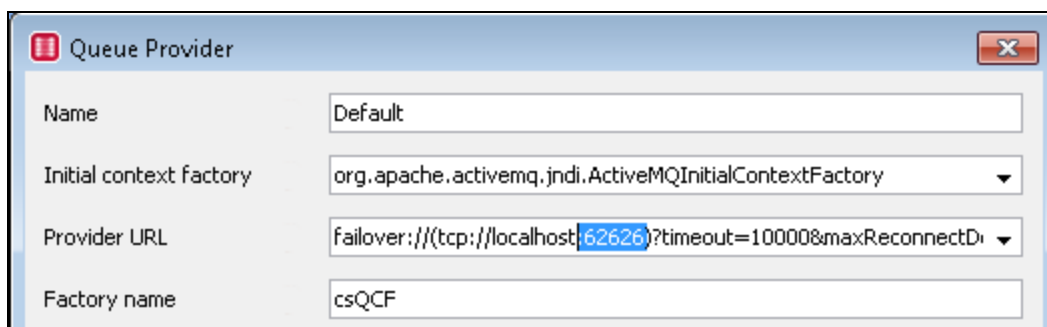 Queue Provider
Name Default
Initial context factory org.apache.activemq.jndi.ActiveMQInitialContextFactory
Provider URL failover://(tcp://localhost:62626)?timeout=10000&maxReconnectD
Factory name csQCF